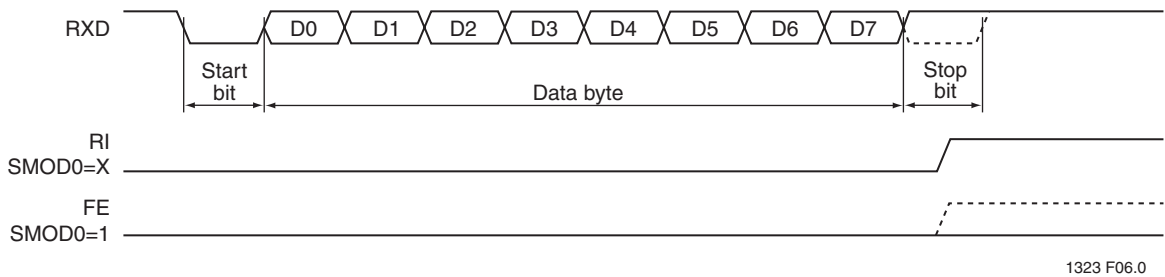 RXD D0 D1 D2 D3 D4 D5 D6 D7
Start bit
Data byte
Stop bit
RI
SMOD0=X
FE
SMOD0=1
1323 F06.0